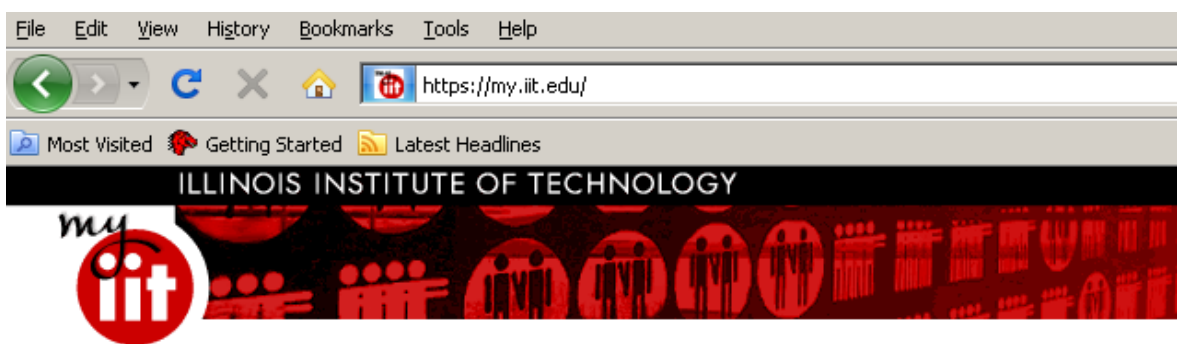 File Edit View History Bookmarks Tools Help
https://my.iit.edu/
Most Visited Getting Started Latest Headlines
ILLINOIS INSTITUTE OF TECHNOLOGY
my
iit